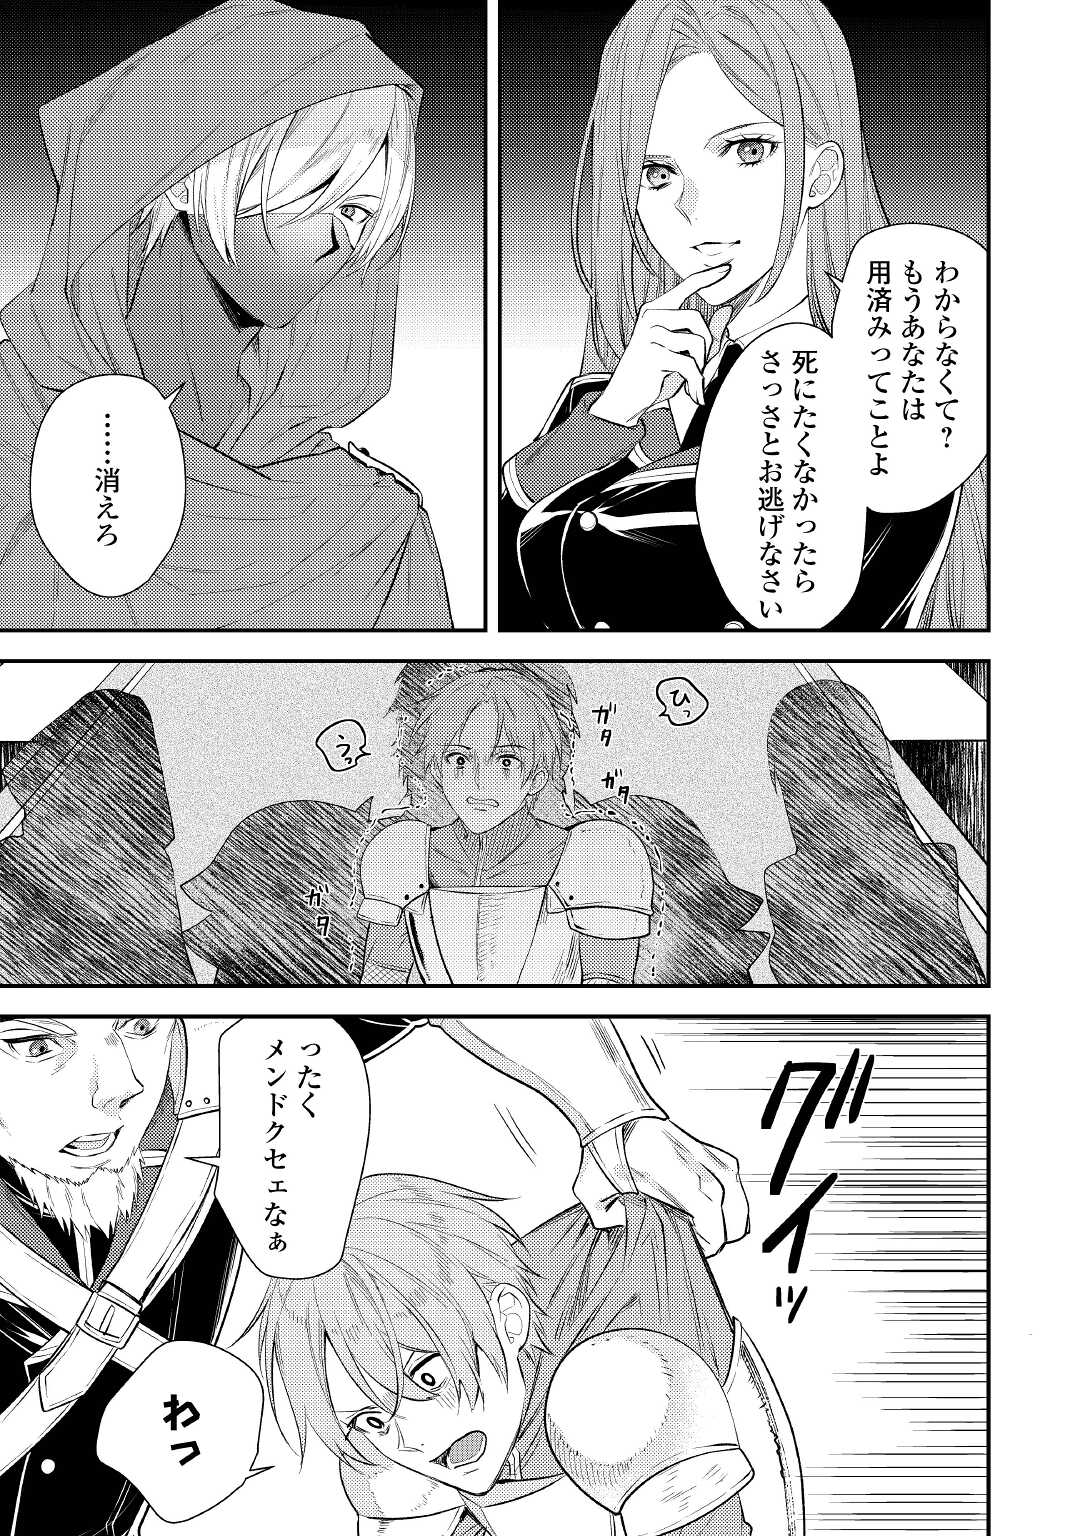 わからなくて？
もうあなたは
用済みってことよ
死にたくなかったら
さっさとお逃げなさい
……消えろ
ひっ
ガタ
ガタ
うっ
ガタ
グイッ
ったく
メンドクセェなぁ
わっ